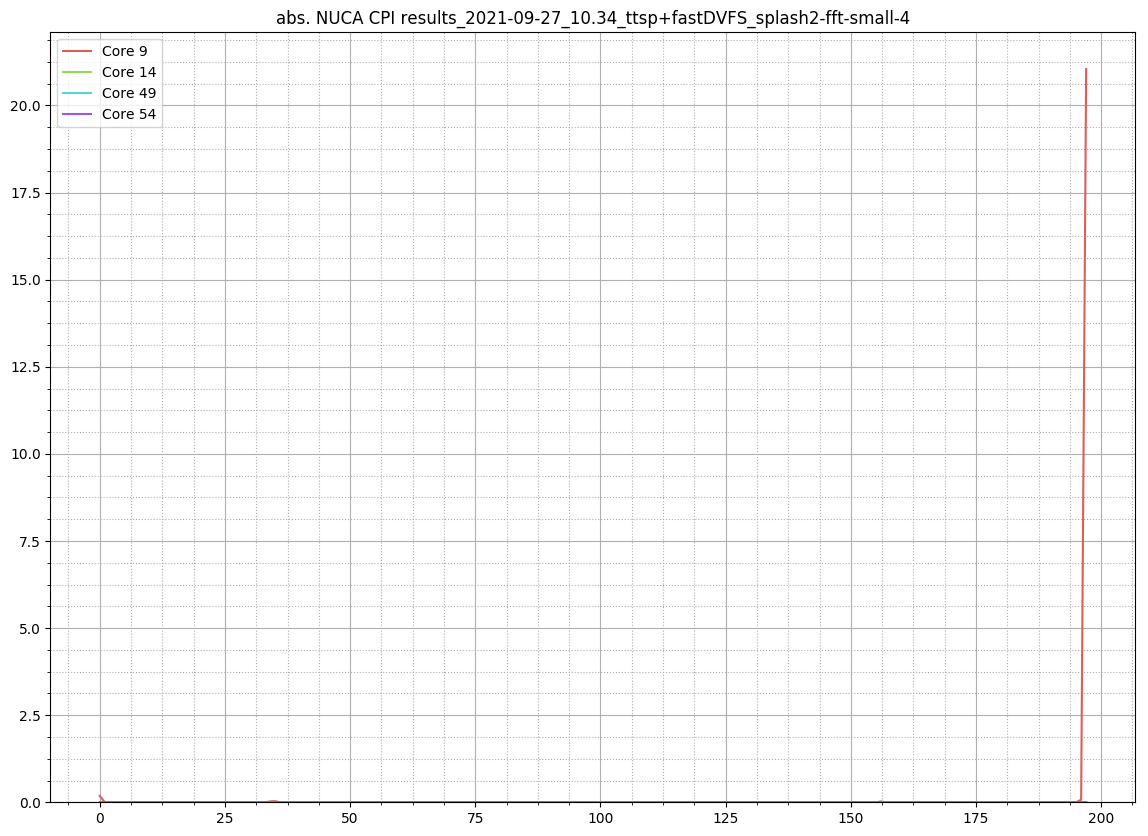 abs. NUCA CPI results_2021-09-27_10.34_ttsp+fastDVFS_splash2-fft-small-4
Core 9
Core 14
Core 49
Core 54
20.0
17.5
15.0
12.5
10.0
7.5
5.0
2.5
0.0
0 25 50 75 100 125 150 175 200